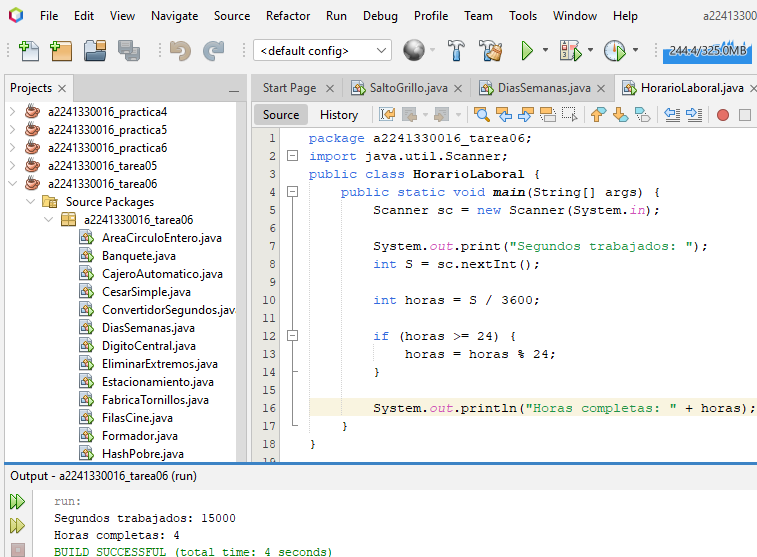 File Edit View Navigate Source Refactor Run Debug Profile Team Tools Window Help a22413300
<default config> 244.4/325.0MB
Projects
Start Page SaltoGrillo.java DiasSemanas.java HorarioLaboral.java
Source History
a2241330016_practica4
a2241330016_practica5
a2241330016_practica6
a2241330016_tarea05
a2241330016_tarea06
Source Packages
a2241330016_tarea06
AreaCirculoEntero.java
Banquete.java
CajeroAutomatico.java
CesarSimple.java
ConvertidorSegundos.java
DiasSemanas.java
DigitoCentral.java
EliminarExtremos.java
Estacionamiento.java
FabricaTornillos.java
FilasCine.java
Formador.java
HashPobre.java
1 package a2241330016_tarea06;
2 import java.util.Scanner;
3 public class HorarioLaboral {
4 public static void main(String[] args) {
5 Scanner sc = new Scanner(System.in);
6
7 System.out.print("Segundos trabajados: ");
8 int S = sc.nextInt();
9
10 int horas = S / 3600;
11
12 if (horas >= 24) {
13 horas = horas % 24;
14 }
15
16 System.out.println("Horas completas: " + horas);
17 }
18 }
19
Output - a2241330016_tarea06 (run)
run:
Segundos trabajados: 15000
Horas completas: 4
BUILD SUCCESSFUL (total time: 4 seconds)